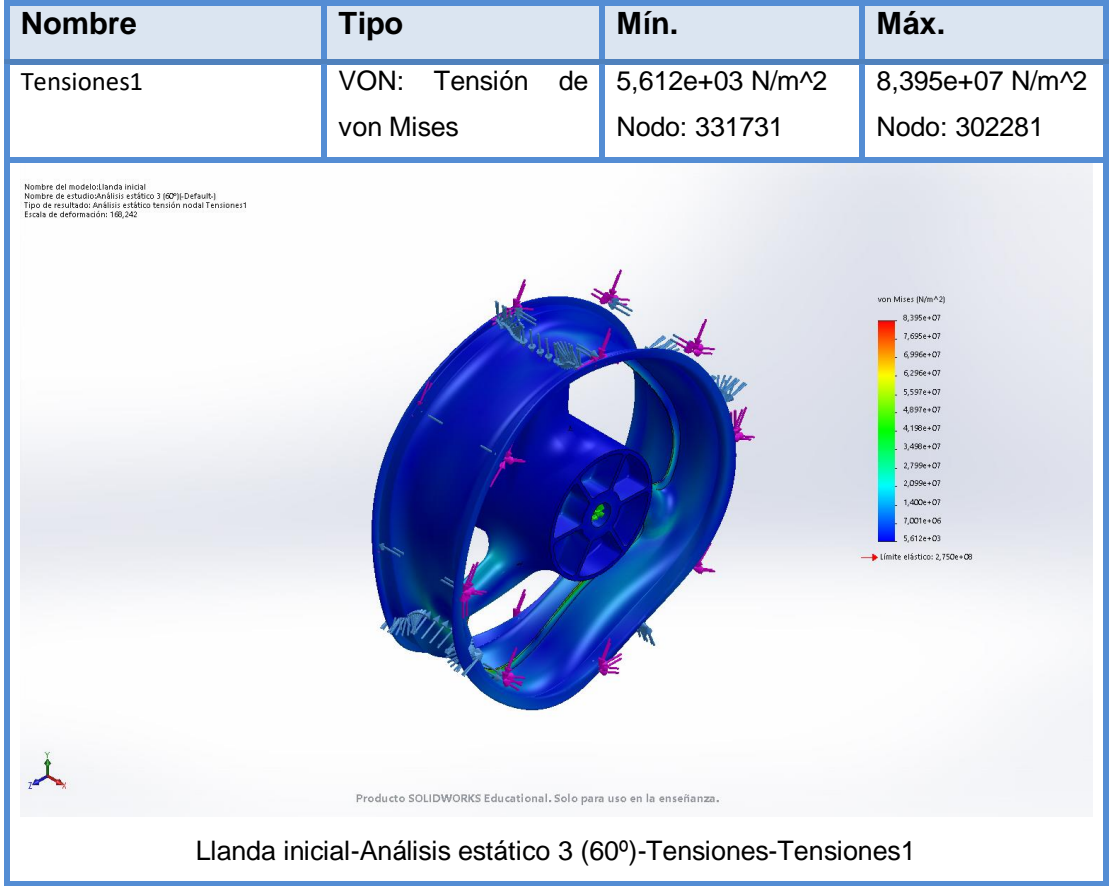 Nombre Tipo Mín. Máx.
Tensiones1 VON: Tensión de 5,612e+03 N/m^2 8,395e+07 N/m^2
von Mises Nodo: 331731 Nodo: 302281
Nombre del modelo:Llanda inicial
Nombre de estudio:Análisis estático 3 (60º)(-Default-)
Tipo de resultado: Análisis estático tensión nodal Tensiones1
Escala de deformación: 168,242
von Mises (N/m^2)
8,395e+07
7,695e+07
6,996e+07
6,296e+07
5,597e+07
4,897e+07
4,198e+07
3,498e+07
2,799e+07
2,099e+07
1,400e+07
7,001e+06
5,612e+03
Límite elástico: 2,750e+08
Y
Z X
Producto SOLIDWORKS Educational. Solo para uso en la enseñanza.
Llanda inicial-Análisis estático 3 (60º)-Tensiones-Tensiones1